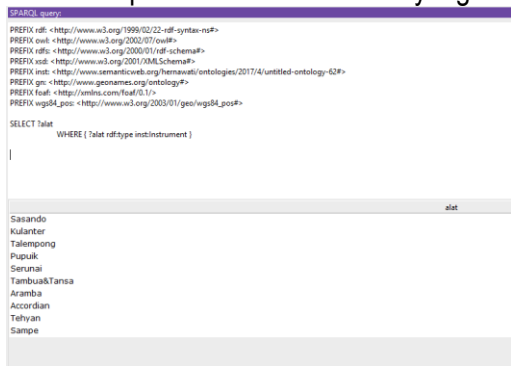 SPARQL query:
PREFIX rdf: <http://www.w3.org/1999/02/22-rdf-syntax-ns#>
PREFIX owl: <http://www.w3.org/2002/07/owl#>
PREFIX rdfs: <http://www.w3.org/2000/01/rdf-schema#>
PREFIX xsd: <http://www.w3.org/2001/XMLSchema#>
PREFIX inst: <http://www.semanticweb.org/hernawati/ontologies/2017/4/untitled-ontology-62#>
PREFIX gn: <http://www.geonames.org/ontology#>
PREFIX foaf: <http://xmlns.com/foaf/0.1/>
PREFIX wgs84_pos: <http://www.w3.org/2003/01/geo/wgs84_pos#>
SELECT ?alat
WHERE { ?alat rdf:type inst:Instrument }
alat
Sasando
Kulanter
Talempong
Pupuik
Serunai
Tambua&Tansa
Aramba
Accordian
Tehyan
Sampe